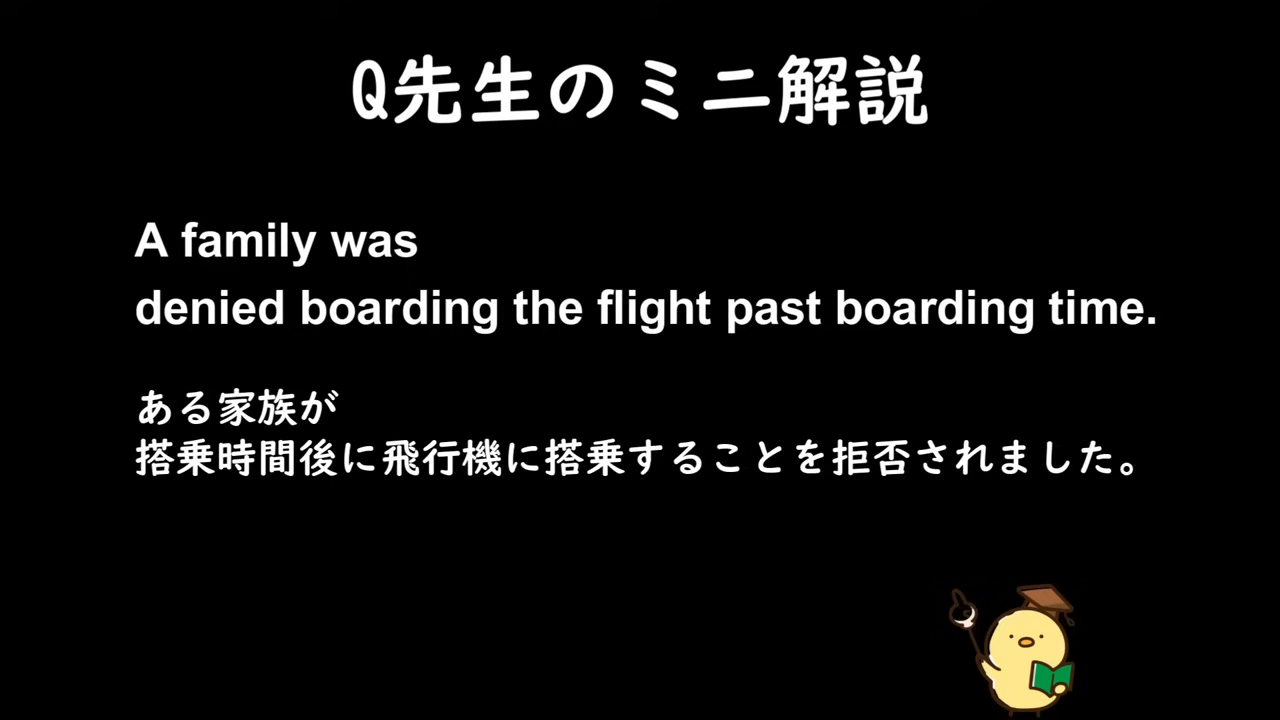 Q先生のミニ解説
A family was
denied boarding the flight past boarding time.
ある家族が
搭乗時間後に飛行機に搭乗することを拒否されました。